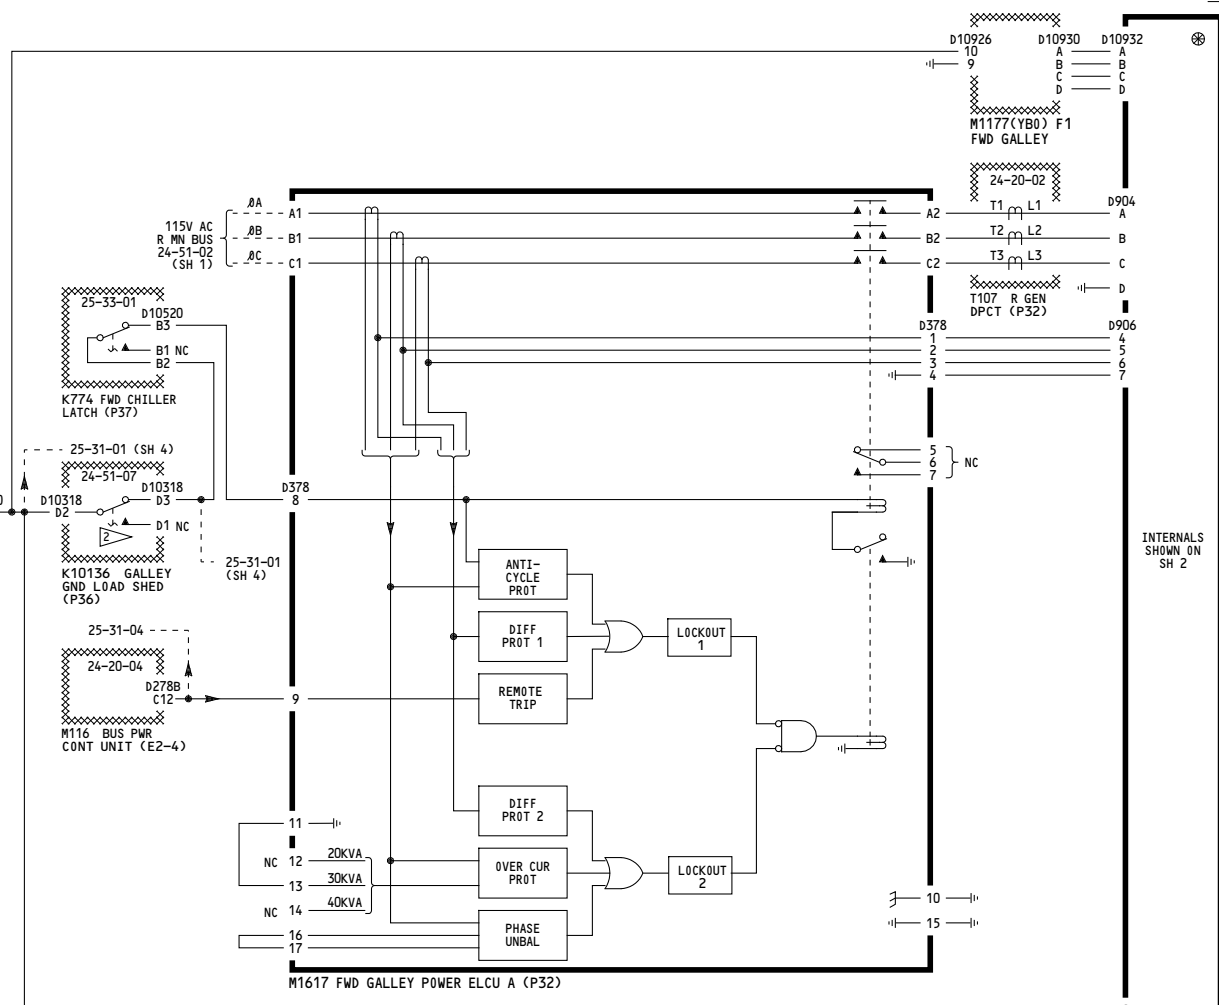 D10926
D10930
D10932
10
9
A
B
C
D
A
B
C
D
M1177(YB0) F1
FWD GALLEY
24-20-02
T1
L1
T2
L2
T3
L3
T107 R GEN
DPCT (P32)
D904
A
B
C
D
D906
4
5
6
7
INTERNALS
SHOWN ON
SH 2
115V AC
R MN BUS
24-51-02
(SH 1)
ØA
ØB
ØC
A1
B1
C1
A2
B2
C2
D378
1
2
3
4
5
6
7
NC
25-33-01
D10520
B3
B1 NC
B2
K774 FWD CHILLER
LATCH (P37)
25-31-01 (SH 4)
24-51-07
D10318
D2
D10318
D3
D1 NC
2
K10136 GALLEY
GND LOAD SHED
(P36)
25-31-01
(SH 4)
25-31-04
24-20-04
D278B
C12
M116 BUS PWR
CONT UNIT (E2-4)
D378
8
9
ANTI-
CYCLE
PROT
DIFF
PROT 1
REMOTE
TRIP
LOCKOUT
1
DIFF
PROT 2
OVER CUR
PROT
PHASE
UNBAL
LOCKOUT
2
11
NC 12 20KVA
13 30KVA
NC 14 40KVA
16
17
10
15
M1617 FWD GALLEY POWER ELCU A (P32)